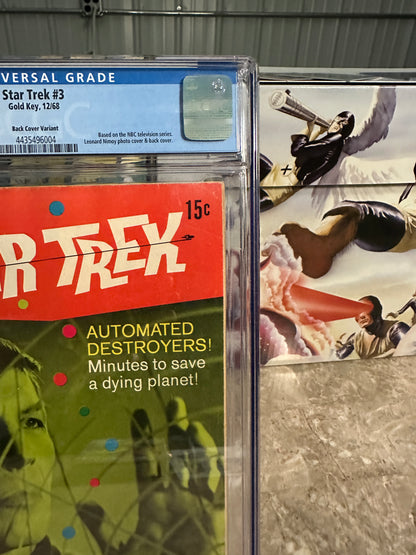 VERSAL GRADE
Star Trek #3
Gold Key, 12/68
Back Cover Variant
4435496004
Based on the NBC television series.
Leonard Nimoy photo cover & back cover.
15¢
AR TREK
AUTOMATED
DESTROYERS!
Minutes to save
a dying planet!